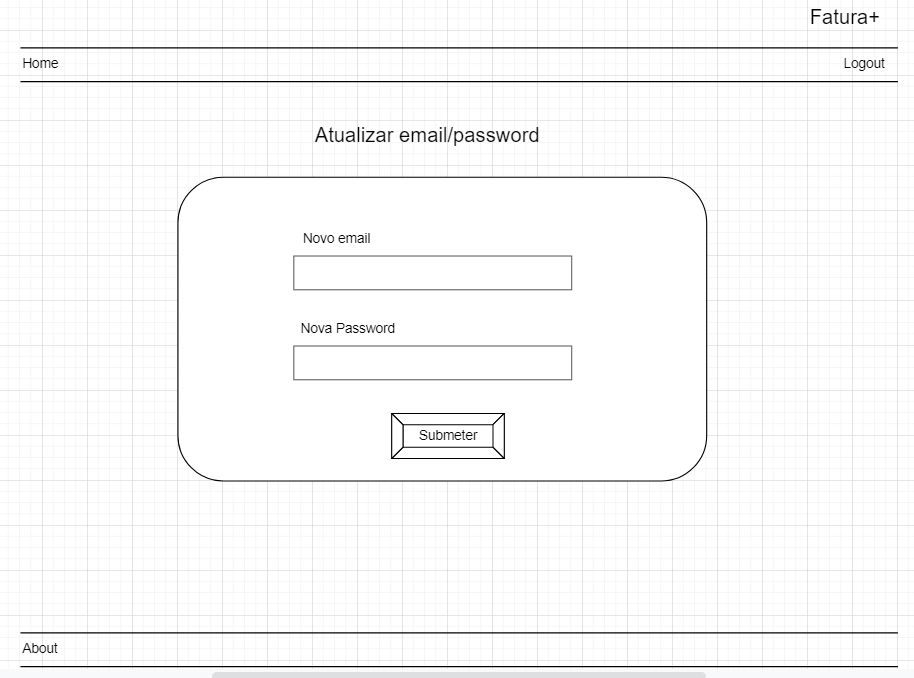 Fatura+
Home
Logout
Atualizar email/password
Novo email
Nova Password
Submeter
About